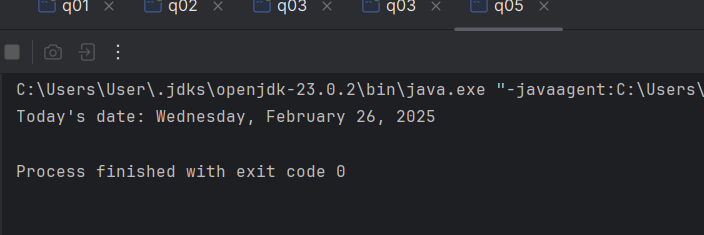 q01 q02 q03 q03 q05
C:\Users\User\.jdks\openjdk-23.0.2\bin\java.exe "-javaagent:C:\Users\
Today's date: Wednesday, February 26, 2025
Process finished with exit code 0